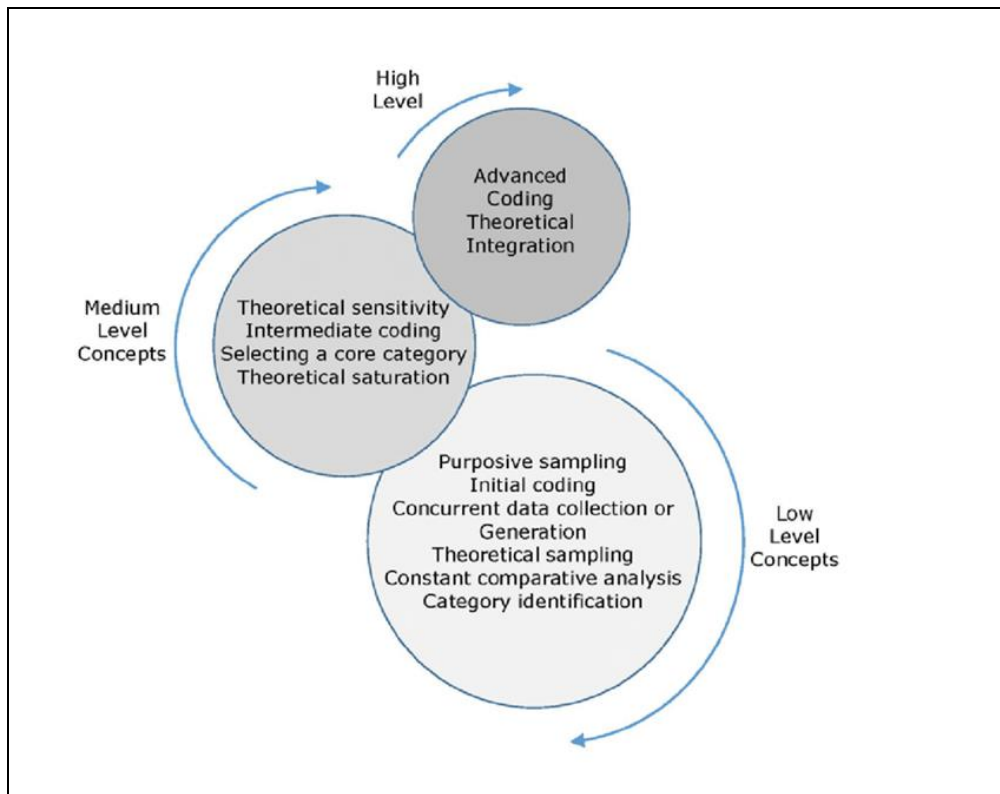 High
Level
Advanced
Coding
Theoretical
Integration
Medium
Level
Concepts
Theoretical sensitivity
Intermediate coding
Selecting a core category
Theoretical saturation
Purposive sampling
Initial coding
Concurrent data collection or
Generation
Theoretical sampling
Constant comparative analysis
Category identification
Low
Level
Concepts